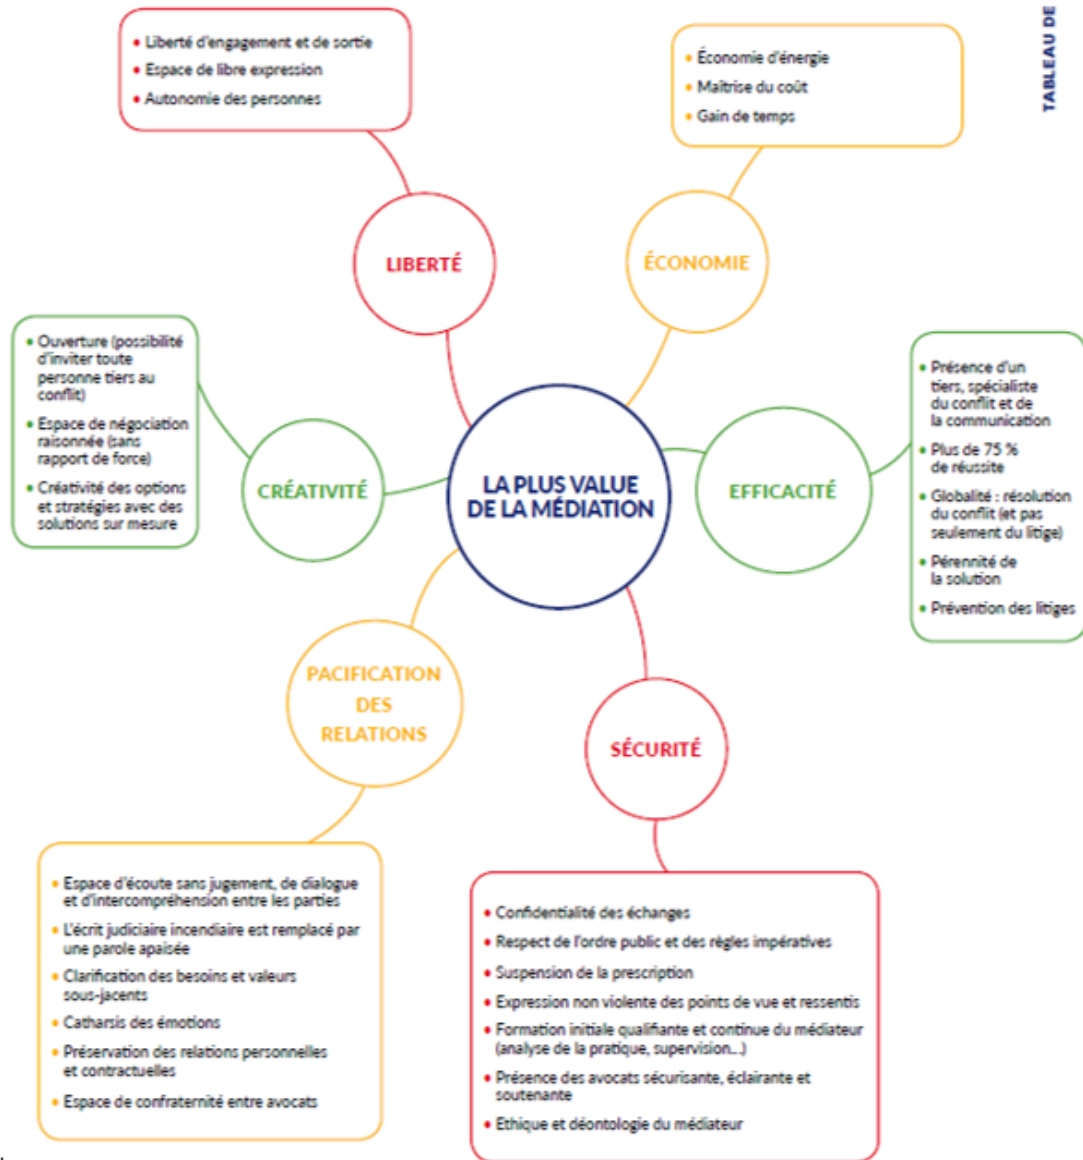 TABLEAU DE
• Liberté d'engagement et de sortie
• Espace de libre expression
• Autonomie des personnes
• Économie d'énergie
• Maîtrise du coût
• Gain de temps
LIBERTÉ
ÉCONOMIE
• Ouverture (possibilité
d'inviter toute
personne tiers au
conflit)
• Espace de négociation
raisonnée (sans
rapport de force)
• Créativité des options
et stratégies avec des
solutions sur mesure
CRÉATIVITÉ
LA PLUS VALUE
DE LA MÉDIATION
EFFICACITÉ
• Présence d'un
tiers, spécialiste
du conflit et de
la communication
• Plus de 75 %
de réussite
• Globalité : résolution
du conflit (et pas
seulement du litige)
• Pérennité de
la solution
• Prévention des litiges
PACIFICATION
DES
RELATIONS
SÉCURITÉ
• Espace d'écoute sans jugement, de dialogue
et d'intercompréhension entre les parties
• L'écrit judiciaire incendiaire est remplacé par
une parole apaisée
• Clarification des besoins et valeurs
sous-jacents
• Catharsis des émotions
• Préservation des relations personnelles
et contractuelles
• Espace de confraternité entre avocats
• Confidentialité des échanges
• Respect de l'ordre public et des règles impératives
• Suspension de la prescription
• Expression non violente des points de vue et ressentis
• Formation initiale qualifiante et continue du médiateur
(analyse de la pratique, supervision...)
• Présence des avocats sécurisante, éclairante et
soutenante
• Ethique et déontologie du médiateur